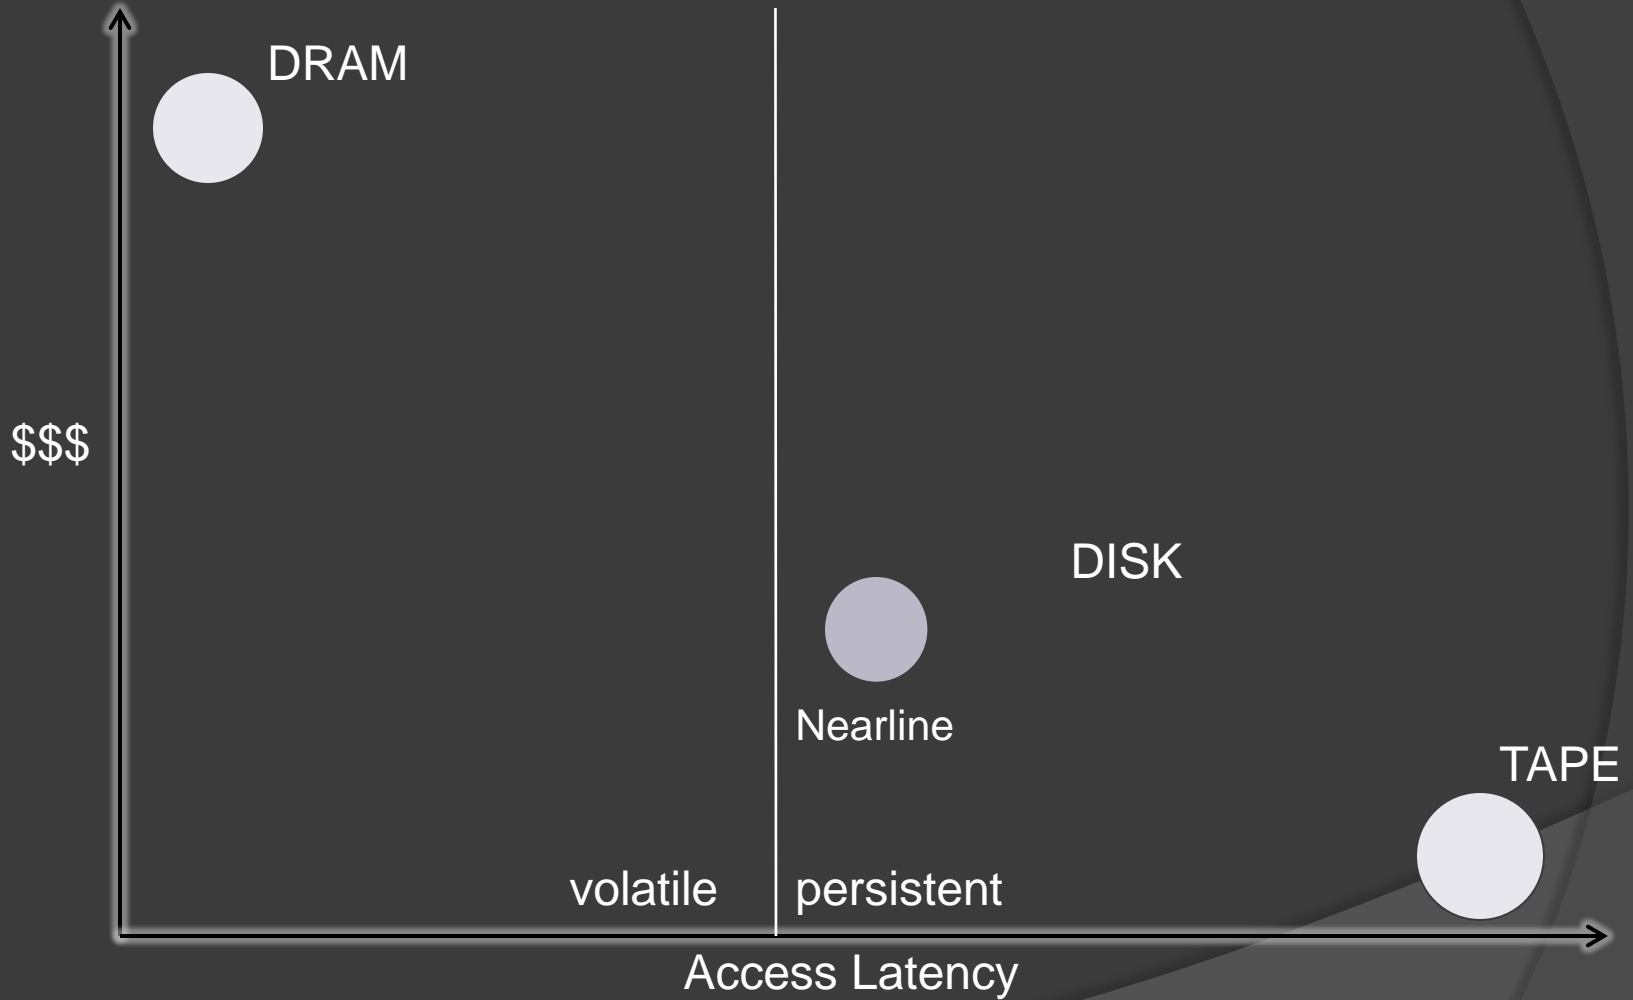 DRAM
$$$
DISK
Nearline
TAPE
volatile
persistent
Access Latency